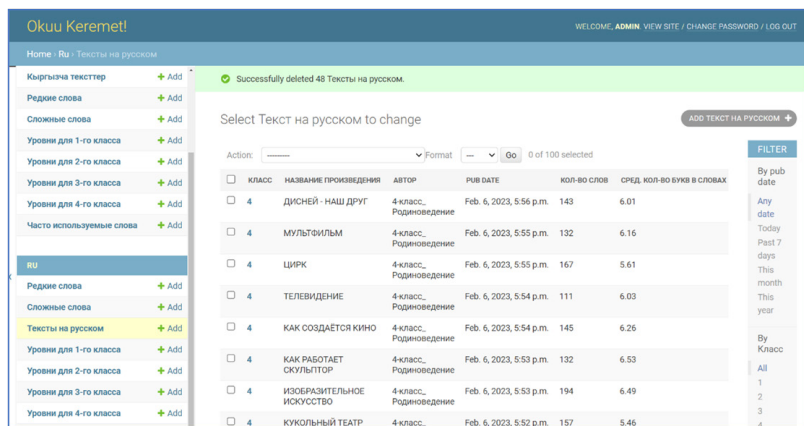 Okuu Keremet!
WELCOME, ADMIN. VIEW SITE / CHANGE PASSWORD / LOG OUT
Home › Ru › Тексты на русском
Кыргызча тексттер + Add
Редкие слова + Add
Сложные слова + Add
Уровни для 1-го класса + Add
Уровни для 2-го класса + Add
Уровни для 3-го класса + Add
Уровни для 4-го класса + Add
Часто используемые слова + Add
RU
Редкие слова + Add
Сложные слова + Add
Тексты на русском + Add
Уровни для 1-го класса + Add
Уровни для 2-го класса + Add
Уровни для 3-го класса + Add
Уровни для 4-го класса + Add
Successfully deleted 48 Тексты на русском.
Select Текст на русском to change
ADD ТЕКСТ НА РУССКОМ +
Action: --------- Format --- Go 0 of 100 selected
КЛАСС НАЗВАНИЕ ПРОИЗВЕДЕНИЯ АВТОР PUB DATE КОЛ-ВО СЛОВ СРЕД. КОЛ-ВО БУКВ В СЛОВАХ
4 ДИСНЕЙ - НАШ ДРУГ 4-класс_ Feb. 6, 2023, 5:56 p.m. 143 6.01
Родиноведение
4 МУЛЬТФИЛЬМ 4-класс_ Feb. 6, 2023, 5:55 p.m. 132 6.16
Родиноведение
4 ЦИРК 4-класс_ Feb. 6, 2023, 5:55 p.m. 167 5.61
Родиноведение
4 ТЕЛЕВИДЕНИЕ 4-класс_ Feb. 6, 2023, 5:54 p.m. 111 6.03
Родиноведение
4 КАК СОЗДАЁТСЯ КИНО 4-класс_ Feb. 6, 2023, 5:54 p.m. 145 6.26
Родиноведение
4 КАК РАБОТАЕТ 4-класс_ Feb. 6, 2023, 5:53 p.m. 132 6.53
СКУЛЬПТОР Родиноведение
4 ИЗОБРАЗИТЕЛЬНОЕ 4-класс_ Feb. 6, 2023, 5:53 p.m. 194 6.49
ИСКУССТВО Родиноведение
4 КУКОЛЬНЫЙ ТЕАТР 4-класс_ Feb. 6, 2023, 5:52 p.m. 157 5.46
FILTER
By pub
date
Any
date
Today
Past 7
days
This
month
This
year
By
Класс
All
1
2
3
4